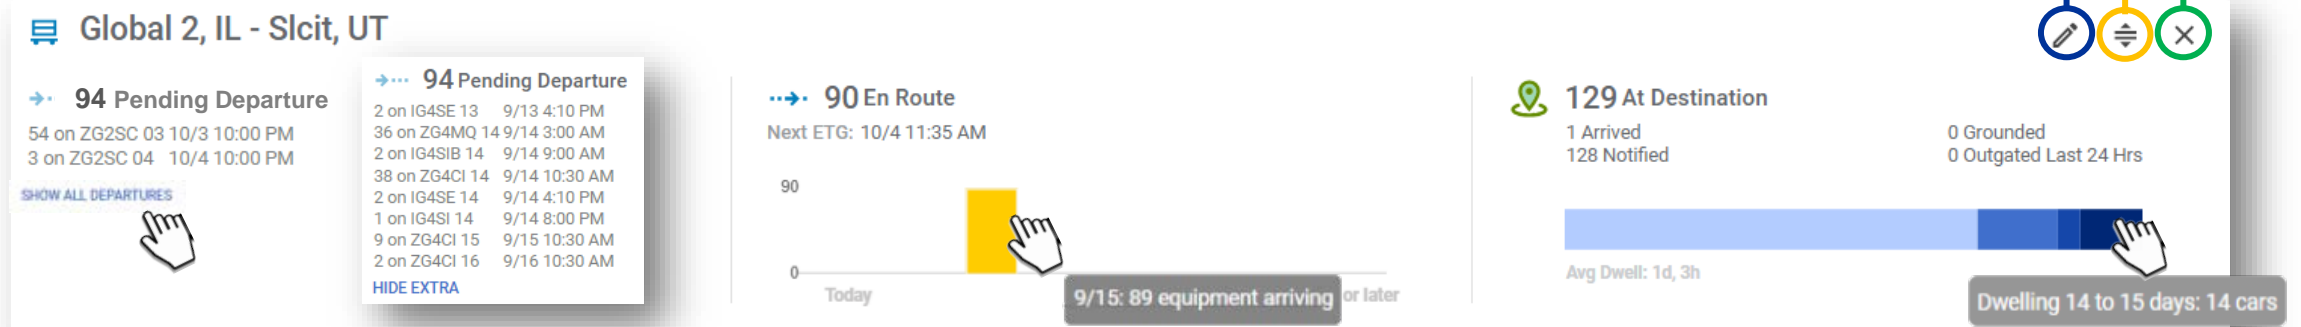 Global 2, IL - Slcit, UT
94 Pending Departure
54 on ZG2SC 03 10/3 10:00 PM
3 on ZG2SC 04 10/4 10:00 PM
SHOW ALL DEPARTURES
94 Pending Departure
2 on IG4SE 13 9/13 4:10 PM
36 on ZG4MQ 14 9/14 3:00 AM
2 on IG4SIB 14 9/14 9:00 AM
38 on ZG4CI 14 9/14 10:30 AM
2 on IG4SE 14 9/14 4:10 PM
1 on IG4SI 14 9/14 8:00 PM
9 on ZG4CI 15 9/15 10:30 AM
2 on ZG4CI 16 9/16 10:30 AM
HIDE EXTRA
90 En Route
Next ETG: 10/4 11:35 AM
90
0
Today
or later
9/15: 89 equipment arriving
129 At Destination
1 Arrived
0 Grounded
128 Notified
0 Outgated Last 24 Hrs
Avg Dwell: 1d, 3h
Dwelling 14 to 15 days: 14 cars